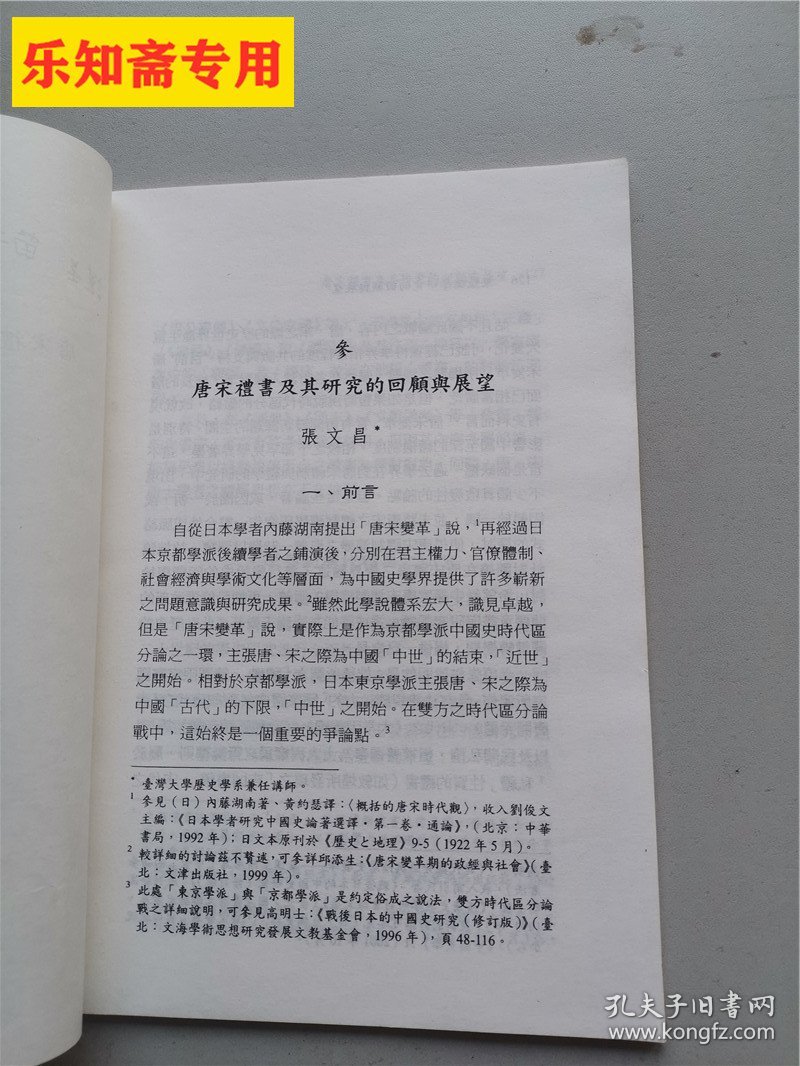 乐知斋专用
參
唐宋禮書及其研究的回顧與展望
張文昌*
一、前言
自從日本學者內藤湖南提出「唐宋變革」說，1再經過日
本京都學派後續學者之鋪演後，分別在君主權力、官僚體制、
社會經濟與學術文化等層面，為中國史學界提供了許多嶄新
之問題意識與研究成果。2雖然此學說體系宏大，識見卓越，
但是「唐宋變革」說，實際上是作為京都學派中國史時代區
分論之一環，主張唐、宋之際為中國「中世」的結束，「近世」
之開始。相對於京都學派，日本東京學派主張唐、宋之際為
中國「古代」的下限，「中世」之開始。在雙方之時代區分論
戰中，這始終是一個重要的爭論點。3
* 臺灣大學歷史學系兼任講師。
1 參見（日）內藤湖南著、黃約瑟譯：〈概括的唐宋時代觀〉，收入劉俊文
主編：《日本學者研究中國史論著選譯·第一卷·通論》，（北京：中華
書局，1992年）；日文本原刊於《歷史と地理》9-5（1922年5月）。
2 較詳細的討論茲不贅述，可參詳邱添生：《唐宋變革期的政經與社會》（臺
北：文津出版社，1999年）。
3 此處「東京學派」與「京都學派」是約定俗成之說法，雙方時代區分論
戰之詳細說明，可參見高明士：《戰後日本的中國史研究（修訂版）》（臺
北：文海學術思想研究發展文教基金會，1996年），頁48-116。
孔夫子旧书网
www.kongfz.com